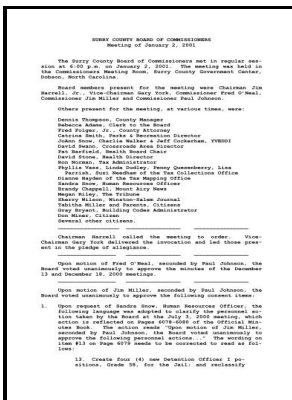 SURRY COUNTY BOARD OF COMMISSIONERS
Meeting of January 2, 2001
The Surry County Board of Commissioners met in regular ses-
sion at 6:00 p.m. on January 2, 2001. The meeting was held in
the Commissioners Meeting Room, Surry County Government Center,
Dobson, North Carolina.
Board members present for the meeting were Chairman Jim
Harrell, Jr., Vice-Chairman Gary York, Commissioner Fred O'Neal,
Commissioner Jim Miller and Commissioner Paul Johnson.
Others present for the meeting, at various times, were:
Dennis Thompson, County Manager
Rebecca Adams, Clerk to the Board
Fred Folger, Jr., County Attorney
Catrina Smith, Parks & Recreation Director
JoAnn Snow, Charlie Walker & Jeff Cockerham, YVEDDI
David Swann, Crossroads Area Director
Pat Barfield, Health Board Chair
David Stone, Health Director
Ron Norman, Tax Administrator
Phyllis Vass, Linda Dudley, Penny Quesenberry, Lisa
Parrish, Susi Needham of the Tax Collections Office
Dianne Hayden of the Tax Mapping Office
Sandra Snow, Human Resources Officer
Brandy Chappell, Mount Airy News
Megan Riley, The Tribune
Sherry Wilson, Winston-Salem Journal
Tabitha Miller and Parents, Citizens
Gray Bryant, Building Codes Administrator
Don Miner, Citizen
Several other citizens.
Chairman Harrell called the meeting to order. Vice-
Chairman Gary York delivered the invocation and led those pres-
ent in the pledge of allegiance.
Upon motion of Fred O'Neal, seconded by Paul Johnson, the
Board voted unanimously to approve the minutes of the December
13 and December 18, 2000 meetings.
Upon motion of Jim Miller, seconded by Paul Johnson, the
Board voted unanimously to approve the following consent items:
1. Upon request of Sandra Snow, Human Resources Officer, the
following language was adopted to clarify the personnel ac-
tion taken by the Board at the July 3, 2000 meeting, which
action is reflected on Pages 6078-6080 of the Official Min-
utes Book. The action reads "Upon motion of Jim Miller,
seconded by Paul Johnson, the Board voted unanimously to
approve the following personnel actions..." The wording on
item #13 on Page 6079 needs to be corrected to read as fol-
lows:
13. Create four (4) new Detention Officer I po-
sitions, Grade 58, for the Jail; and reclassify